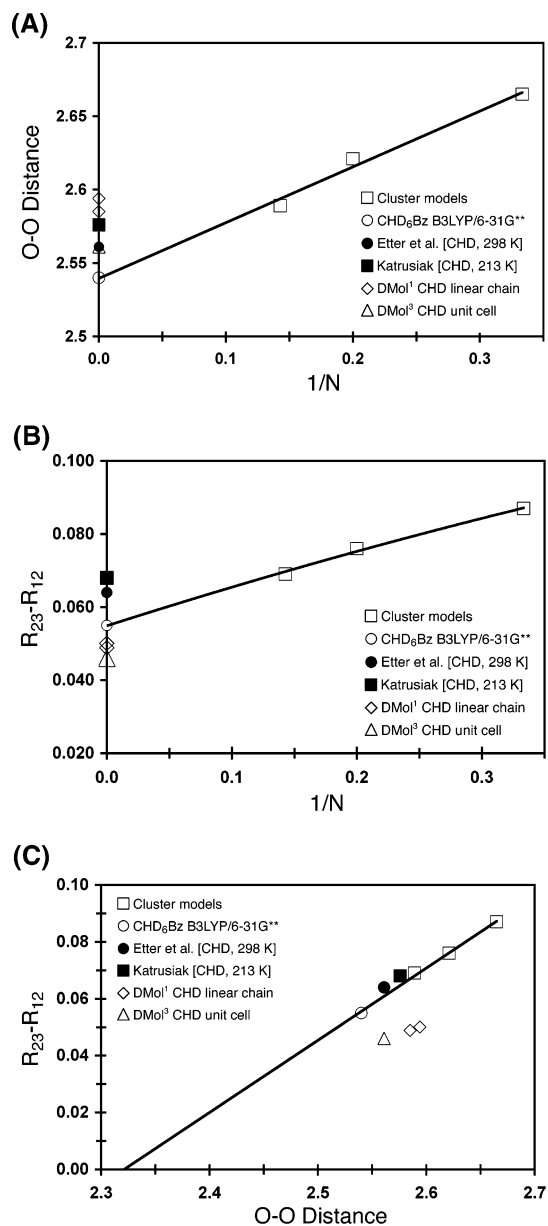 (A)
2.7
2.65
2.6
2.55
2.5
O-O Distance
□ Cluster models
○ CHD₆Bz B3LYP/6-31G**
● Etter et al. [CHD, 298 K]
■ Katrusiak [CHD, 213 K]
◇ DMol¹ CHD linear chain
△ DMol³ CHD unit cell
0.0 0.1 0.2 0.3
1/N
(B)
0.100
0.080
0.060
0.040
0.020
R₂₃-R₁₂
□ Cluster models
○ CHD₆Bz B3LYP/6-31G**
● Etter et al. [CHD, 298 K]
■ Katrusiak [CHD, 213 K]
◇ DMol¹ CHD linear chain
△ DMol³ CHD unit cell
0.0 0.1 0.2 0.3
1/N
(C)
0.10
0.08
0.06
0.04
0.02
0.00
R₂₃-R₁₂
□ Cluster models
○ CHD₆Bz B3LYP/6-31G**
● Etter et al. [CHD, 298 K]
■ Katrusiak [CHD, 213 K]
◇ DMol¹ CHD linear chain
△ DMol³ CHD unit cell
2.3 2.4 2.5 2.6 2.7
O-O Distance